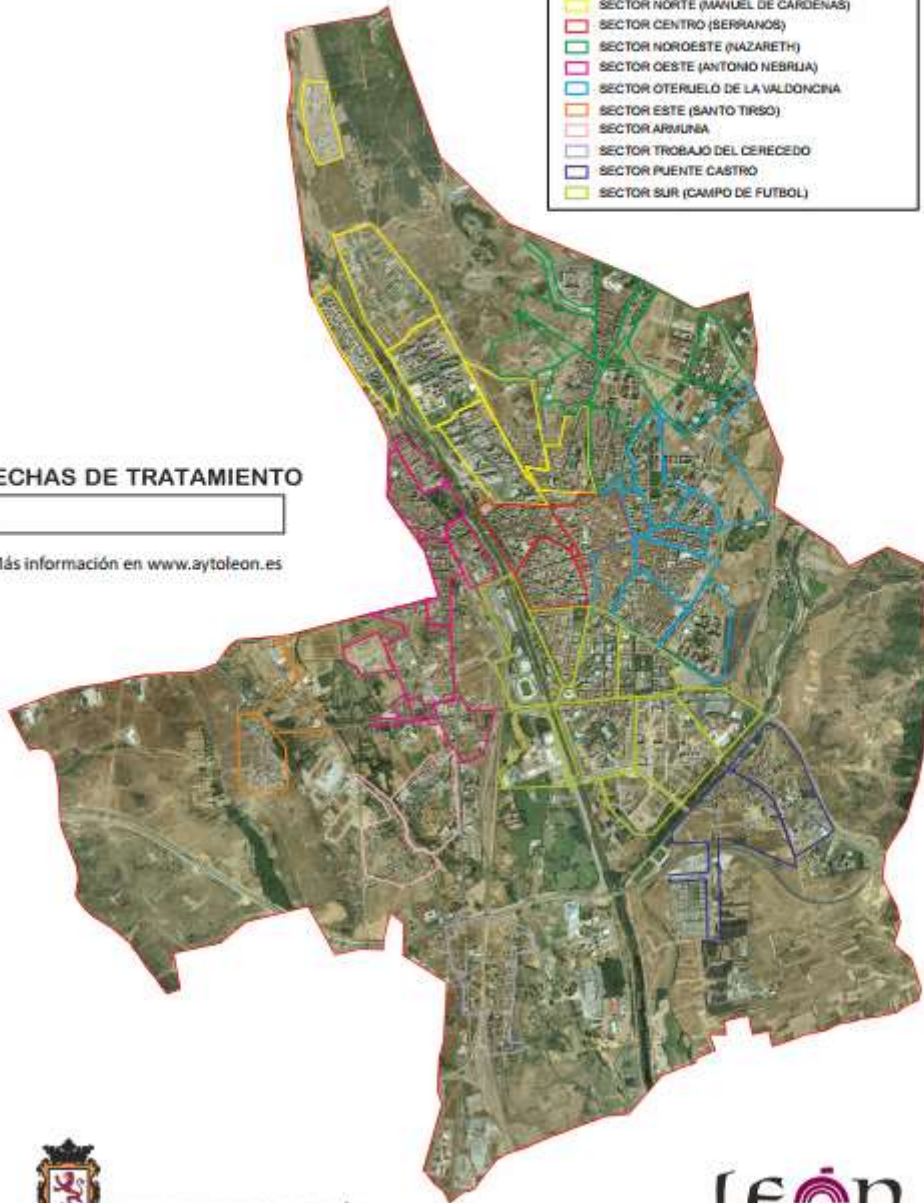 SECTOR NORTE (MANUEL DE CARDENAS)
SECTOR CENTRO (SERRANOS)
SECTOR NOROESTE (NAZARETH)
SECTOR OESTE (ANTONIO NEBRIJA)
SECTOR OTERUELO DE LA VALDONCINA
SECTOR ESTE (SANTO TIRSO)
SECTOR ARMUNIA
SECTOR TROBAJO DEL CERECEDO
SECTOR PUENTE CASTRO
SECTOR SUR (CAMPO DE FUTBOL)
ECHAS DE TRATAMIENTO
Más información en www.aytoleon.es
león